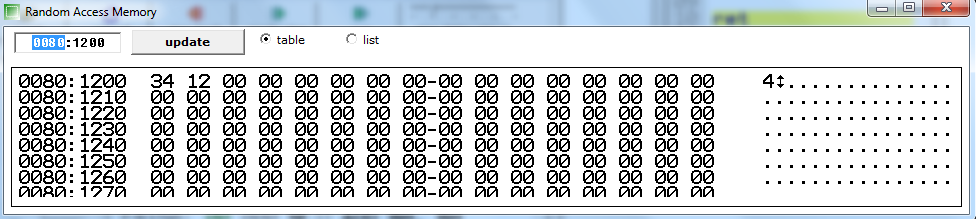 Random Access Memory
0080:1200 update table list
0080:1200 34 12 00 00 00 00 00 00-00 00 00 00 00 00 00 00 4↕..............
0080:1210 00 00 00 00 00 00 00 00-00 00 00 00 00 00 00 00 ................
0080:1220 00 00 00 00 00 00 00 00-00 00 00 00 00 00 00 00 ................
0080:1230 00 00 00 00 00 00 00 00-00 00 00 00 00 00 00 00 ................
0080:1240 00 00 00 00 00 00 00 00-00 00 00 00 00 00 00 00 ................
0080:1250 00 00 00 00 00 00 00 00-00 00 00 00 00 00 00 00 ................
0080:1260 00 00 00 00 00 00 00 00-00 00 00 00 00 00 00 00 ................
0080:1270 00 00 00 00 00 00 00 00-00 00 00 00 00 00 00 00